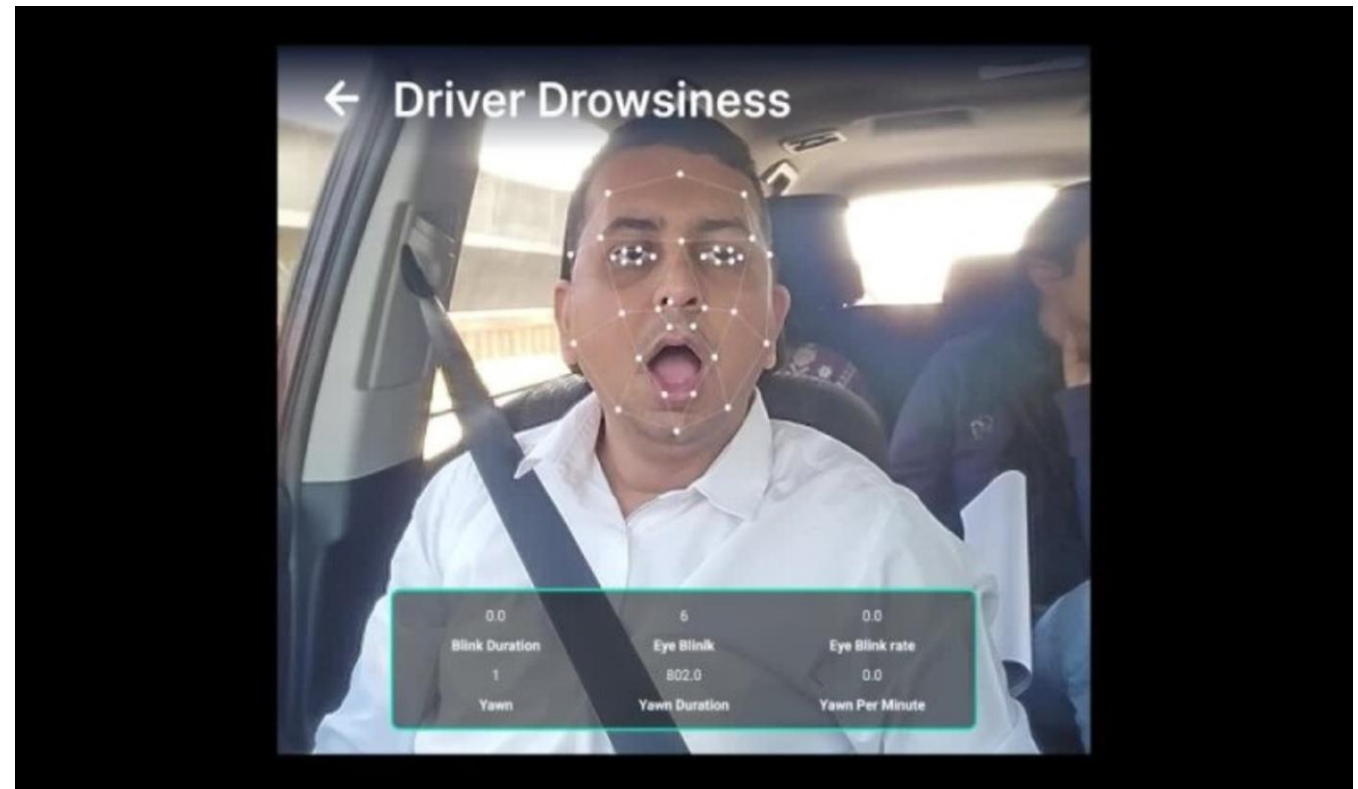 ← Driver Drowsiness
0.0 6 0.0
Blink Duration Eye Blinik Eye Blink rate
1 802.0 0.0
Yawn Yawn Duration Yawn Per Minute